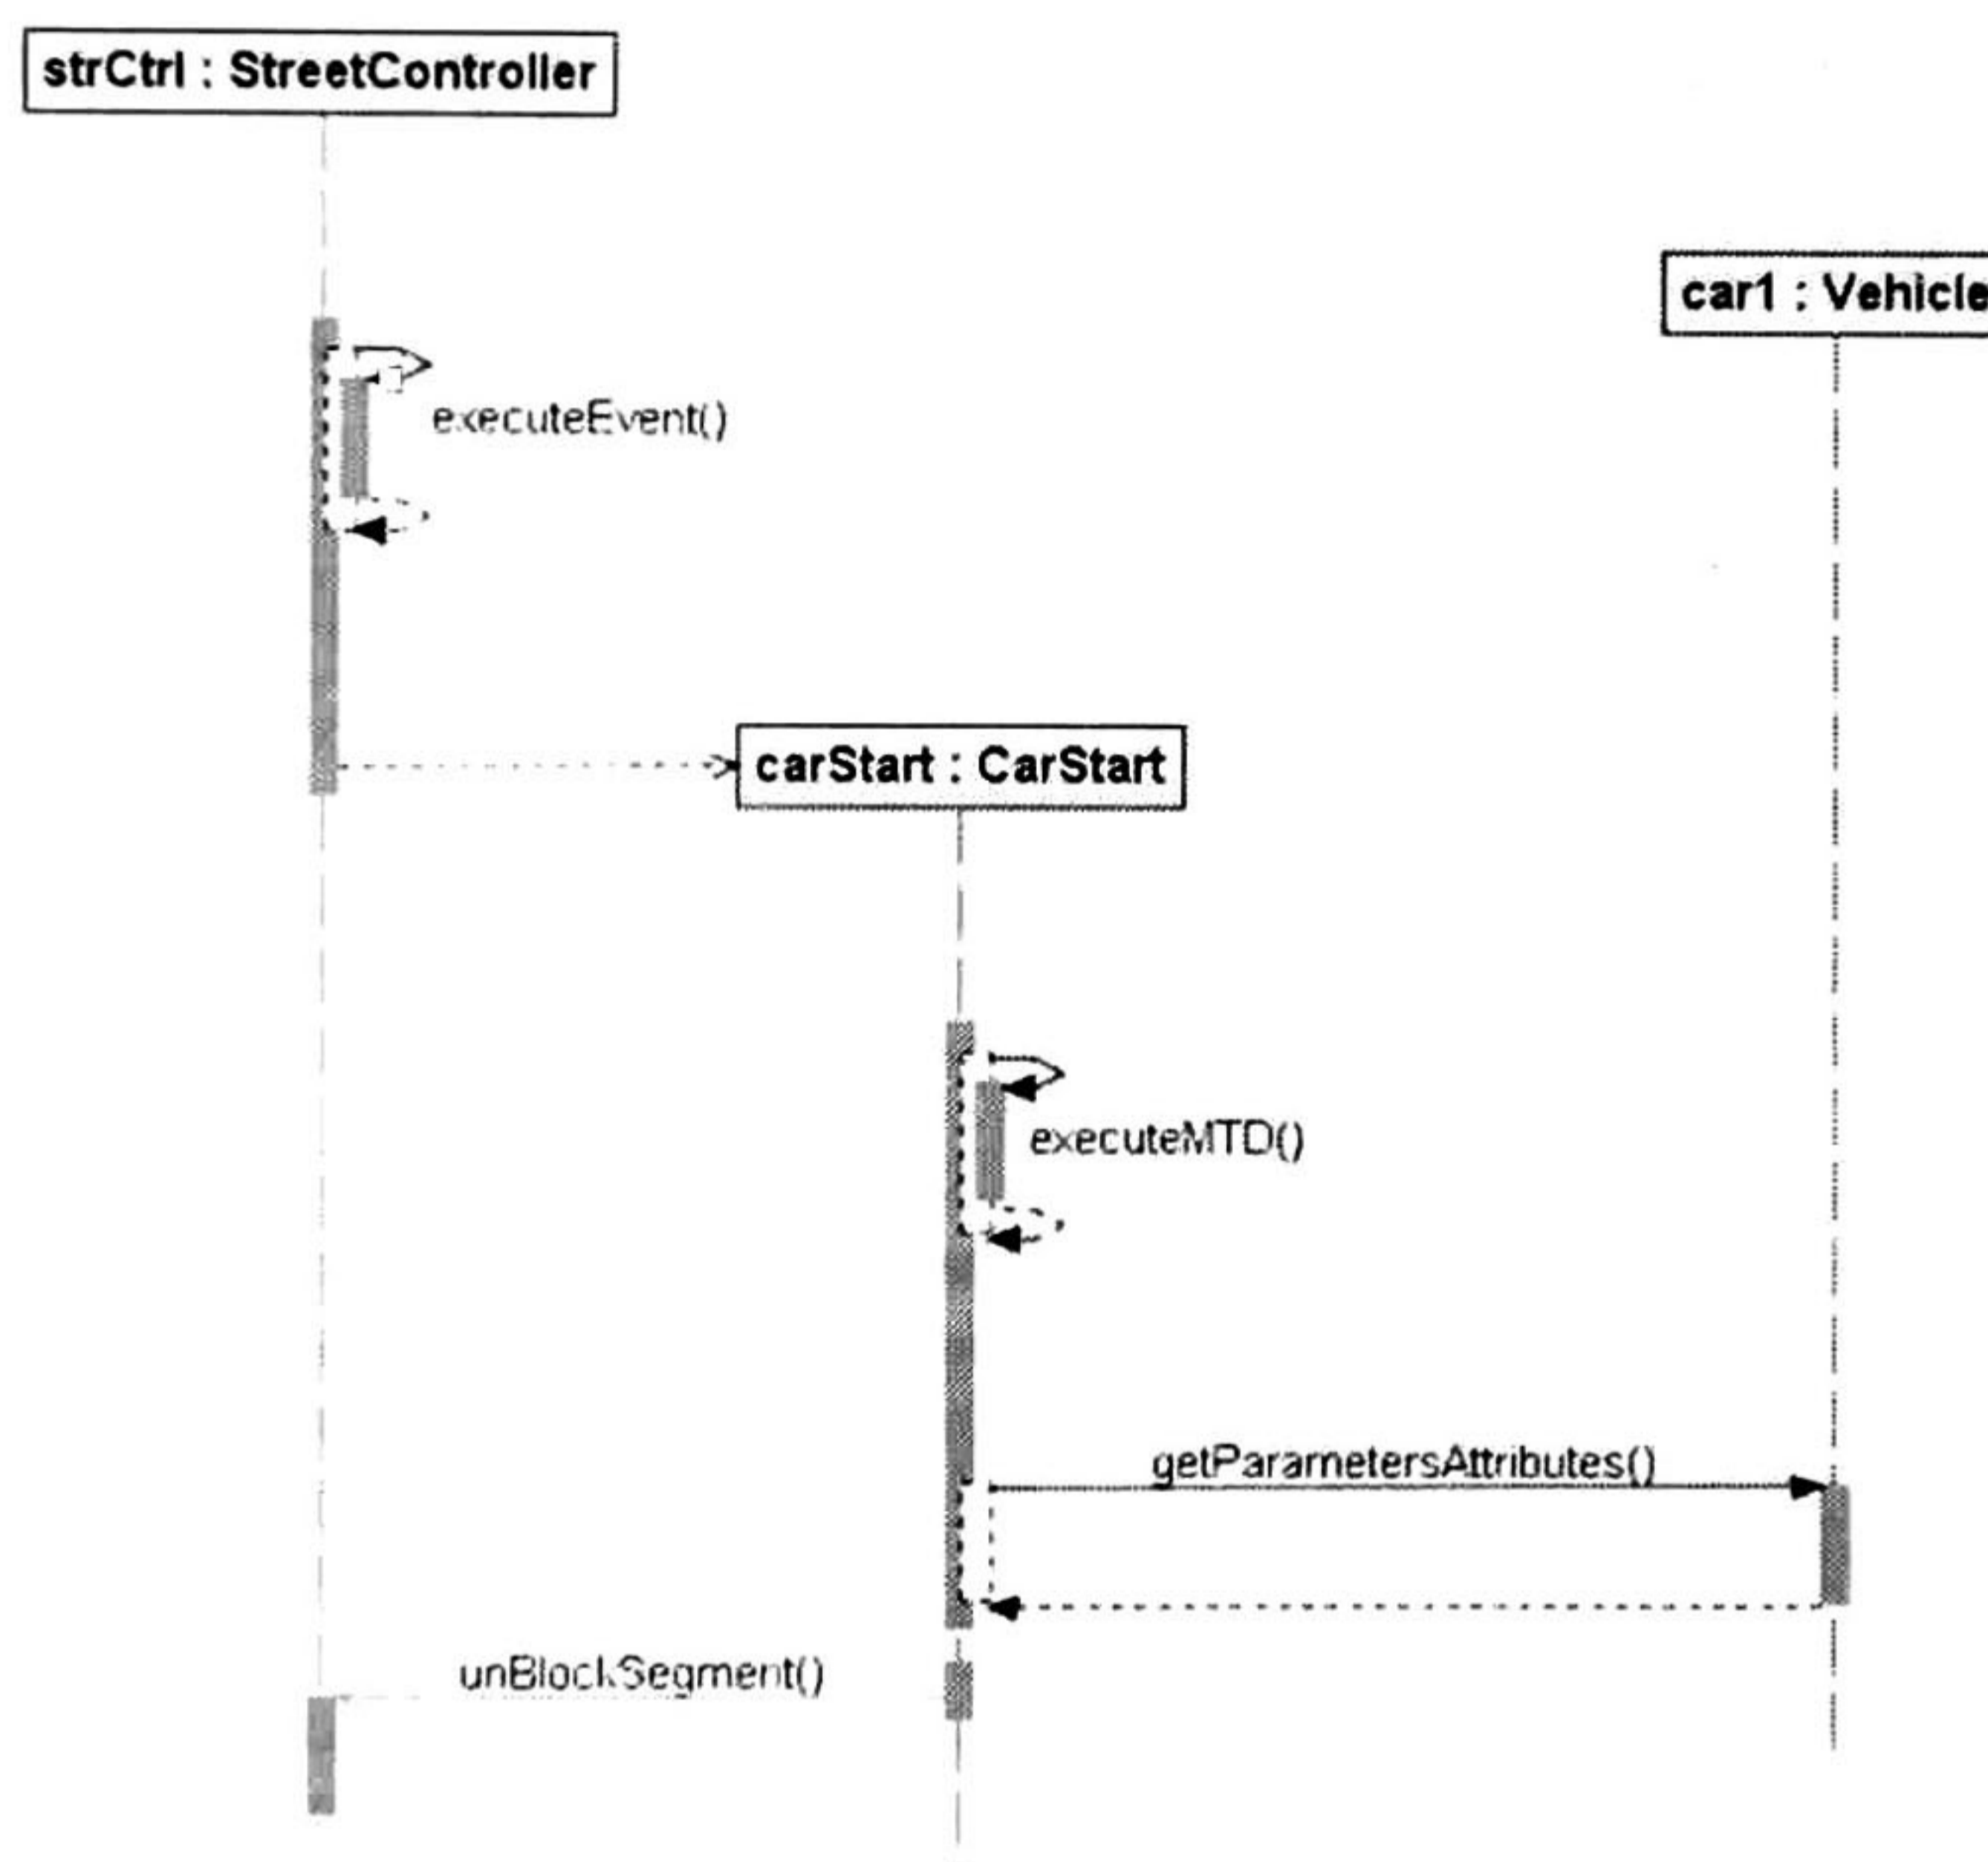 strCtrl : StreetController
car1 : Vehicle
executeEvent()
carStart : CarStart
executeMTD()
getParametersAttributes()
unBlockSegment()